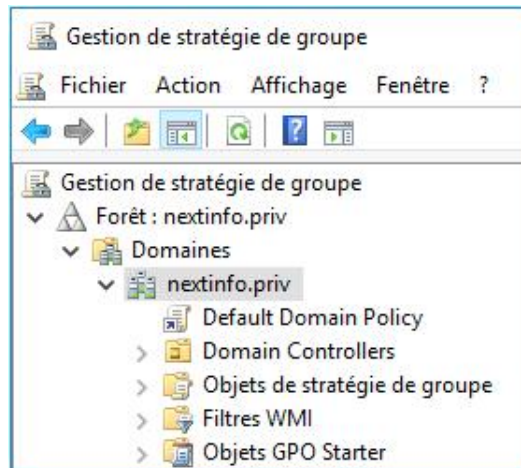 Gestion de stratégie de groupe
Fichier Action Affichage Fenêtre ?
Gestion de stratégie de groupe
Forêt : nextinfo.priv
Domaines
nextinfo.priv
Default Domain Policy
Domain Controllers
Objets de stratégie de groupe
Filtres WMI
Objets GPO Starter